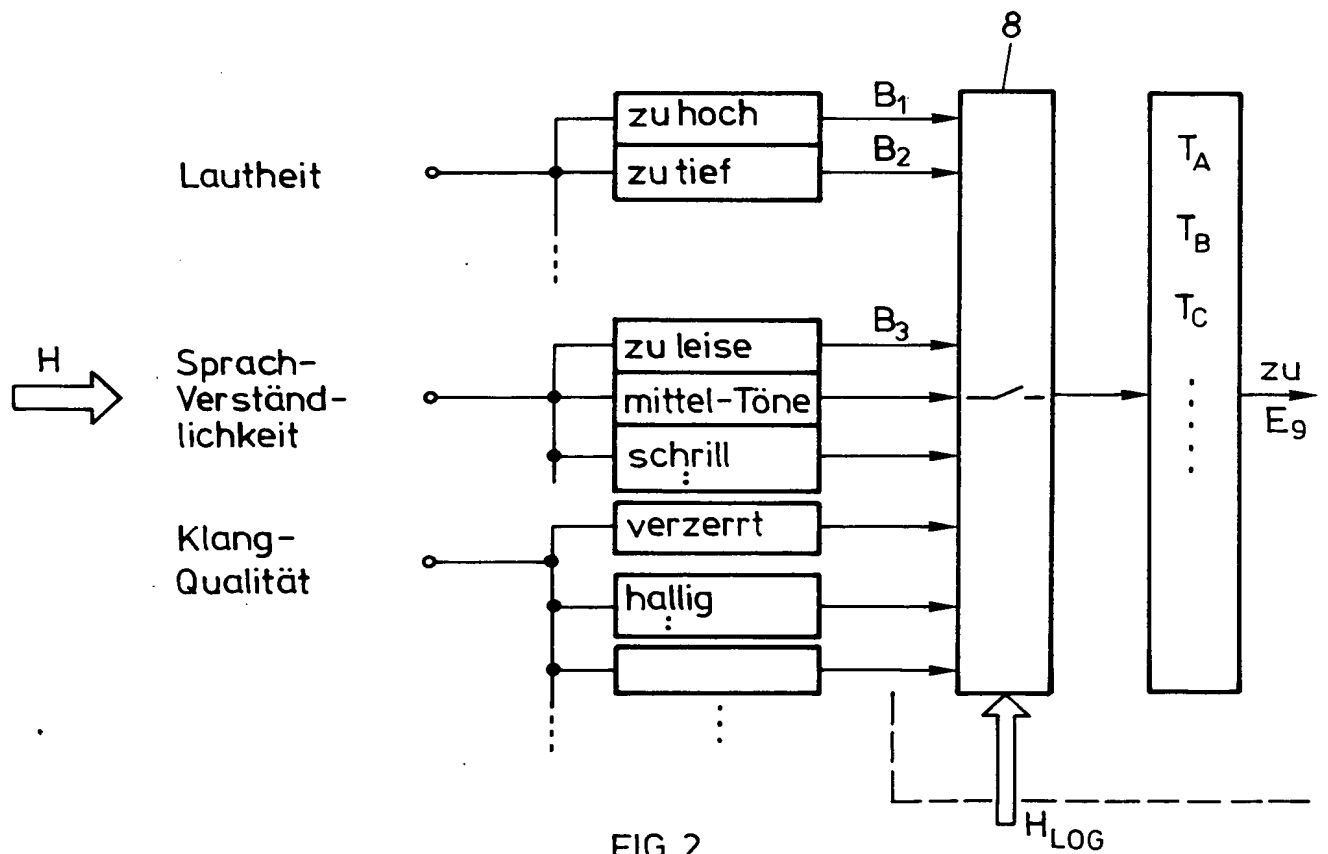 8
zu hoch
B1
zu tief
B2
Lautheit
TA
TB
TC
zu leise
B3
H
Sprach-
Verständ-
lichkeit
mittel-Töne
zu
E9
schrill
verzerrt
Klang-
Qualität
hallig
HLOG
FIG. 2